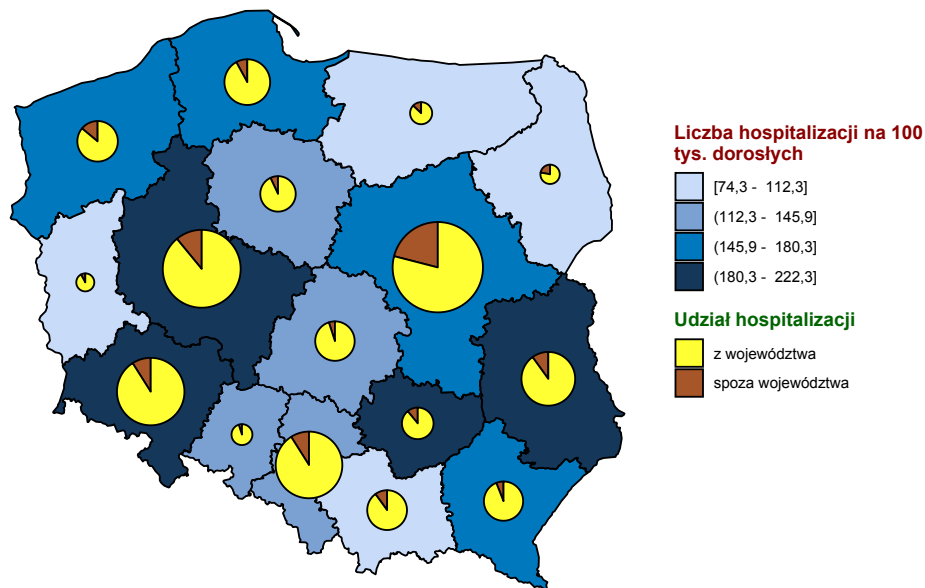 Liczba hospitalizacji na 100
tys. dorosłych
[74,3 - 112,3]
(112,3 - 145,9]
(145,9 - 180,3]
(180,3 - 222,3]
Udział hospitalizacji
z województwa
spoza województwa